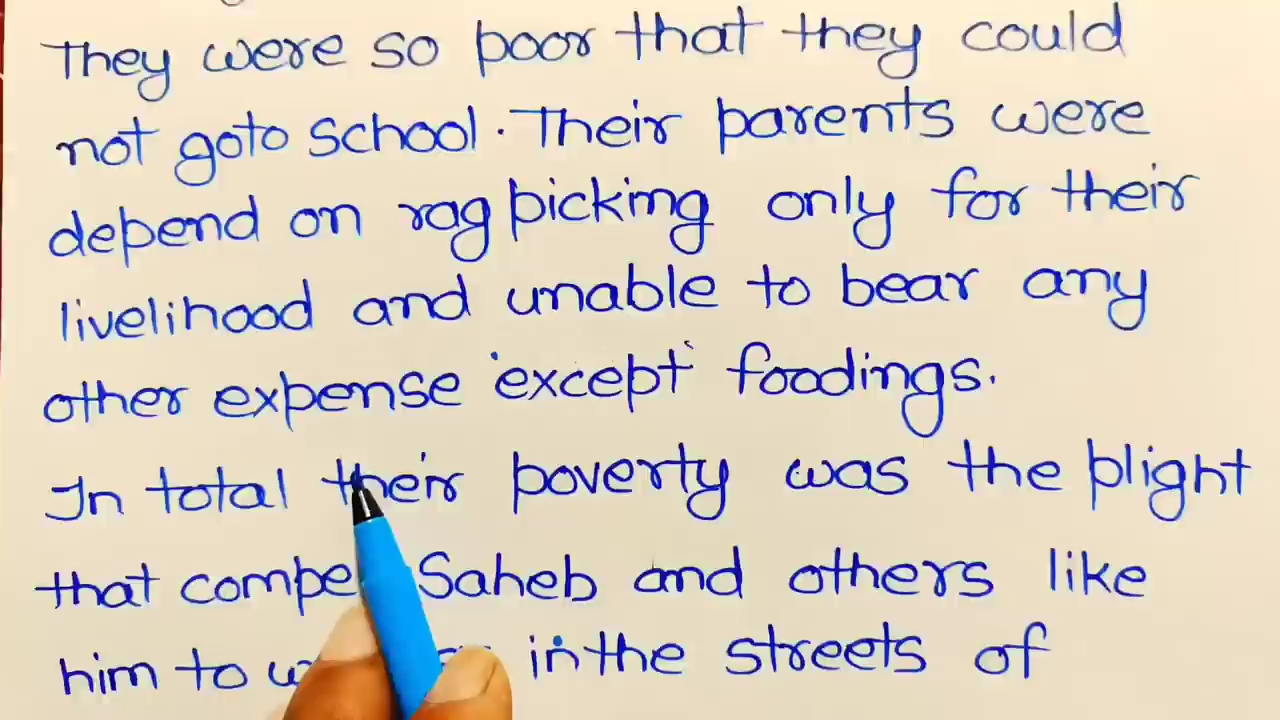 They were so poor that they could
not goto school. Their parents were
depend on rag picking only for their
livelihood and unable to bear any
other expense 'except' foodings.
In total their poverty was the plight
that Saheb and others like
him to in the streets of